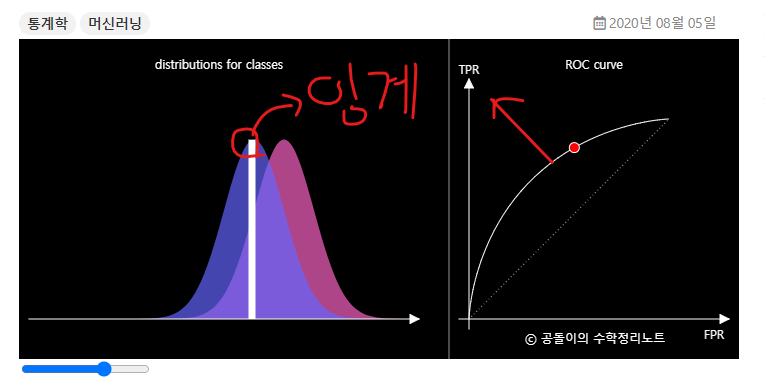 통계학 머신러닝 2020년 08월 05일
distributions for classes
ROC curve
TPR
임계
© 공돌이의 수학정리노트
FPR